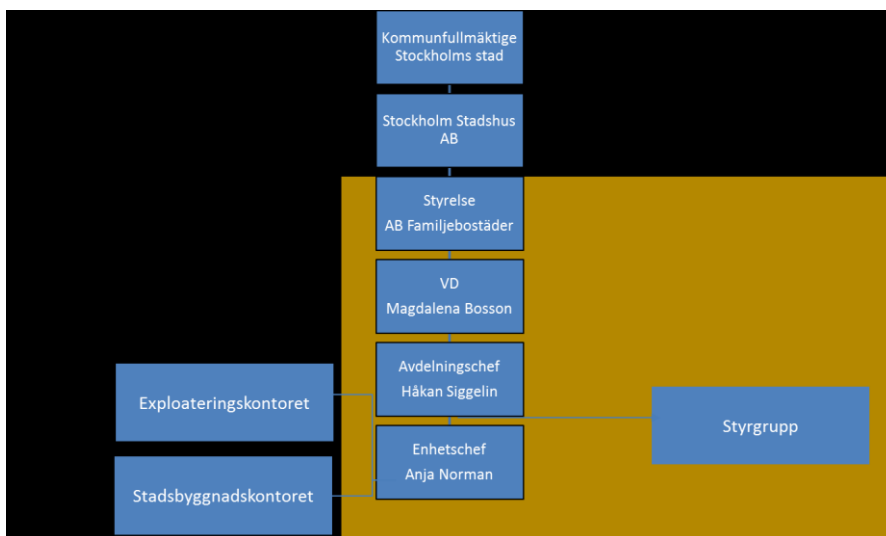 Kommunfullmäktige
Stockholms stad
Stockholm Stadshus
AB
Styrelse
AB Familjebostäder
VD
Magdalena Bosson
Avdelningschef
Håkan Siggelin
Exploateringskontoret
Styrgrupp
Enhetschef
Anja Norman
Stadsbyggnadskontoret